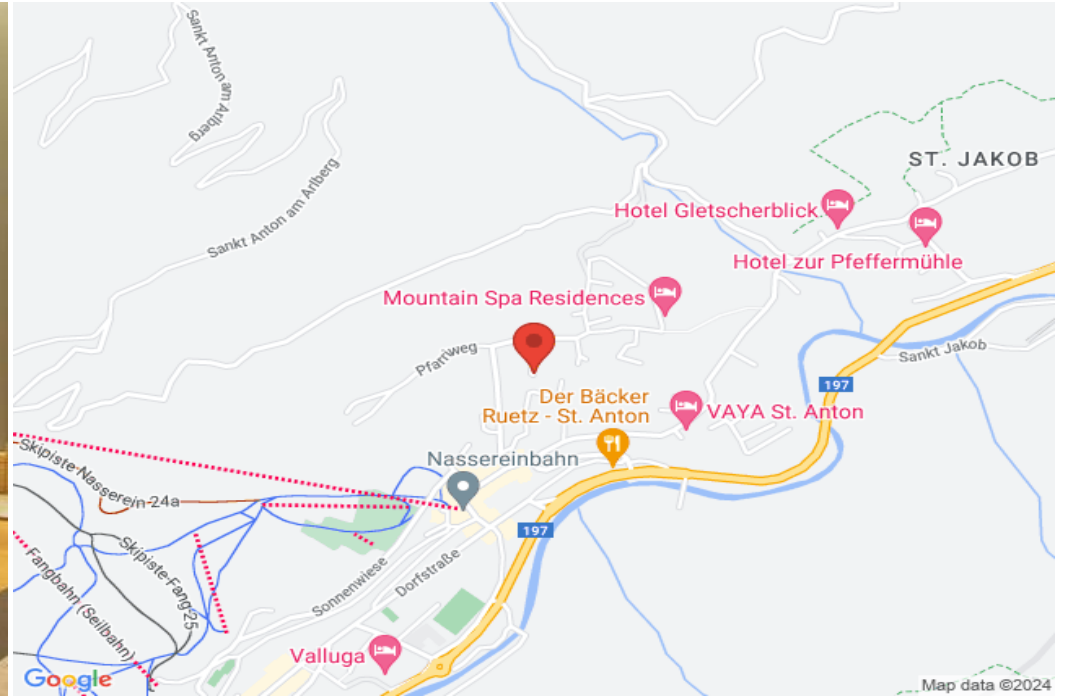 Sankt Anton am Arlberg
ST. JAKOB
Sankt Anton am Arlberg
Hotel Gletscherblick
Hotel zur Pfeffermühle
Mountain Spa Residences
Pfarrweg
Sankt Jakob
197
Der Bäcker
Ruetz - St. Anton
VAYA St. Anton
Nassereinbahn
Skipiste Nasserein 24a
197
Skipiste Fang 25
Fangbahn (Seilbahn)
Sonnenwiese
Dorfstraße
Valluga
Google
Map data ©2024